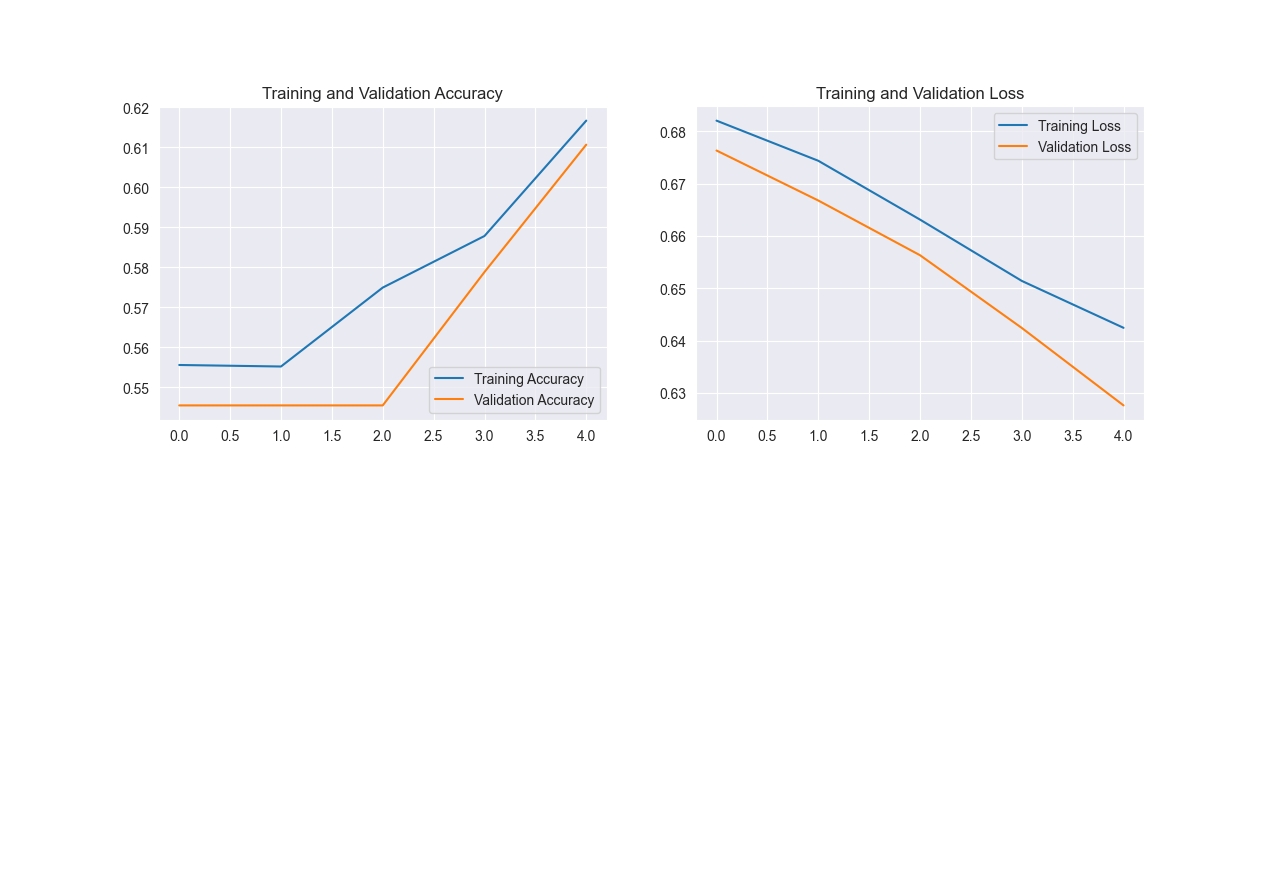 Training and Validation Accuracy
0.62
0.61
0.60
0.59
0.58
0.57
0.56
0.55
Training Accuracy
Validation Accuracy
0.0 0.5 1.0 1.5 2.0 2.5 3.0 3.5 4.0
Training and Validation Loss
0.68
0.67
0.66
0.65
0.64
0.63
Training Loss
Validation Loss
0.0 0.5 1.0 1.5 2.0 2.5 3.0 3.5 4.0